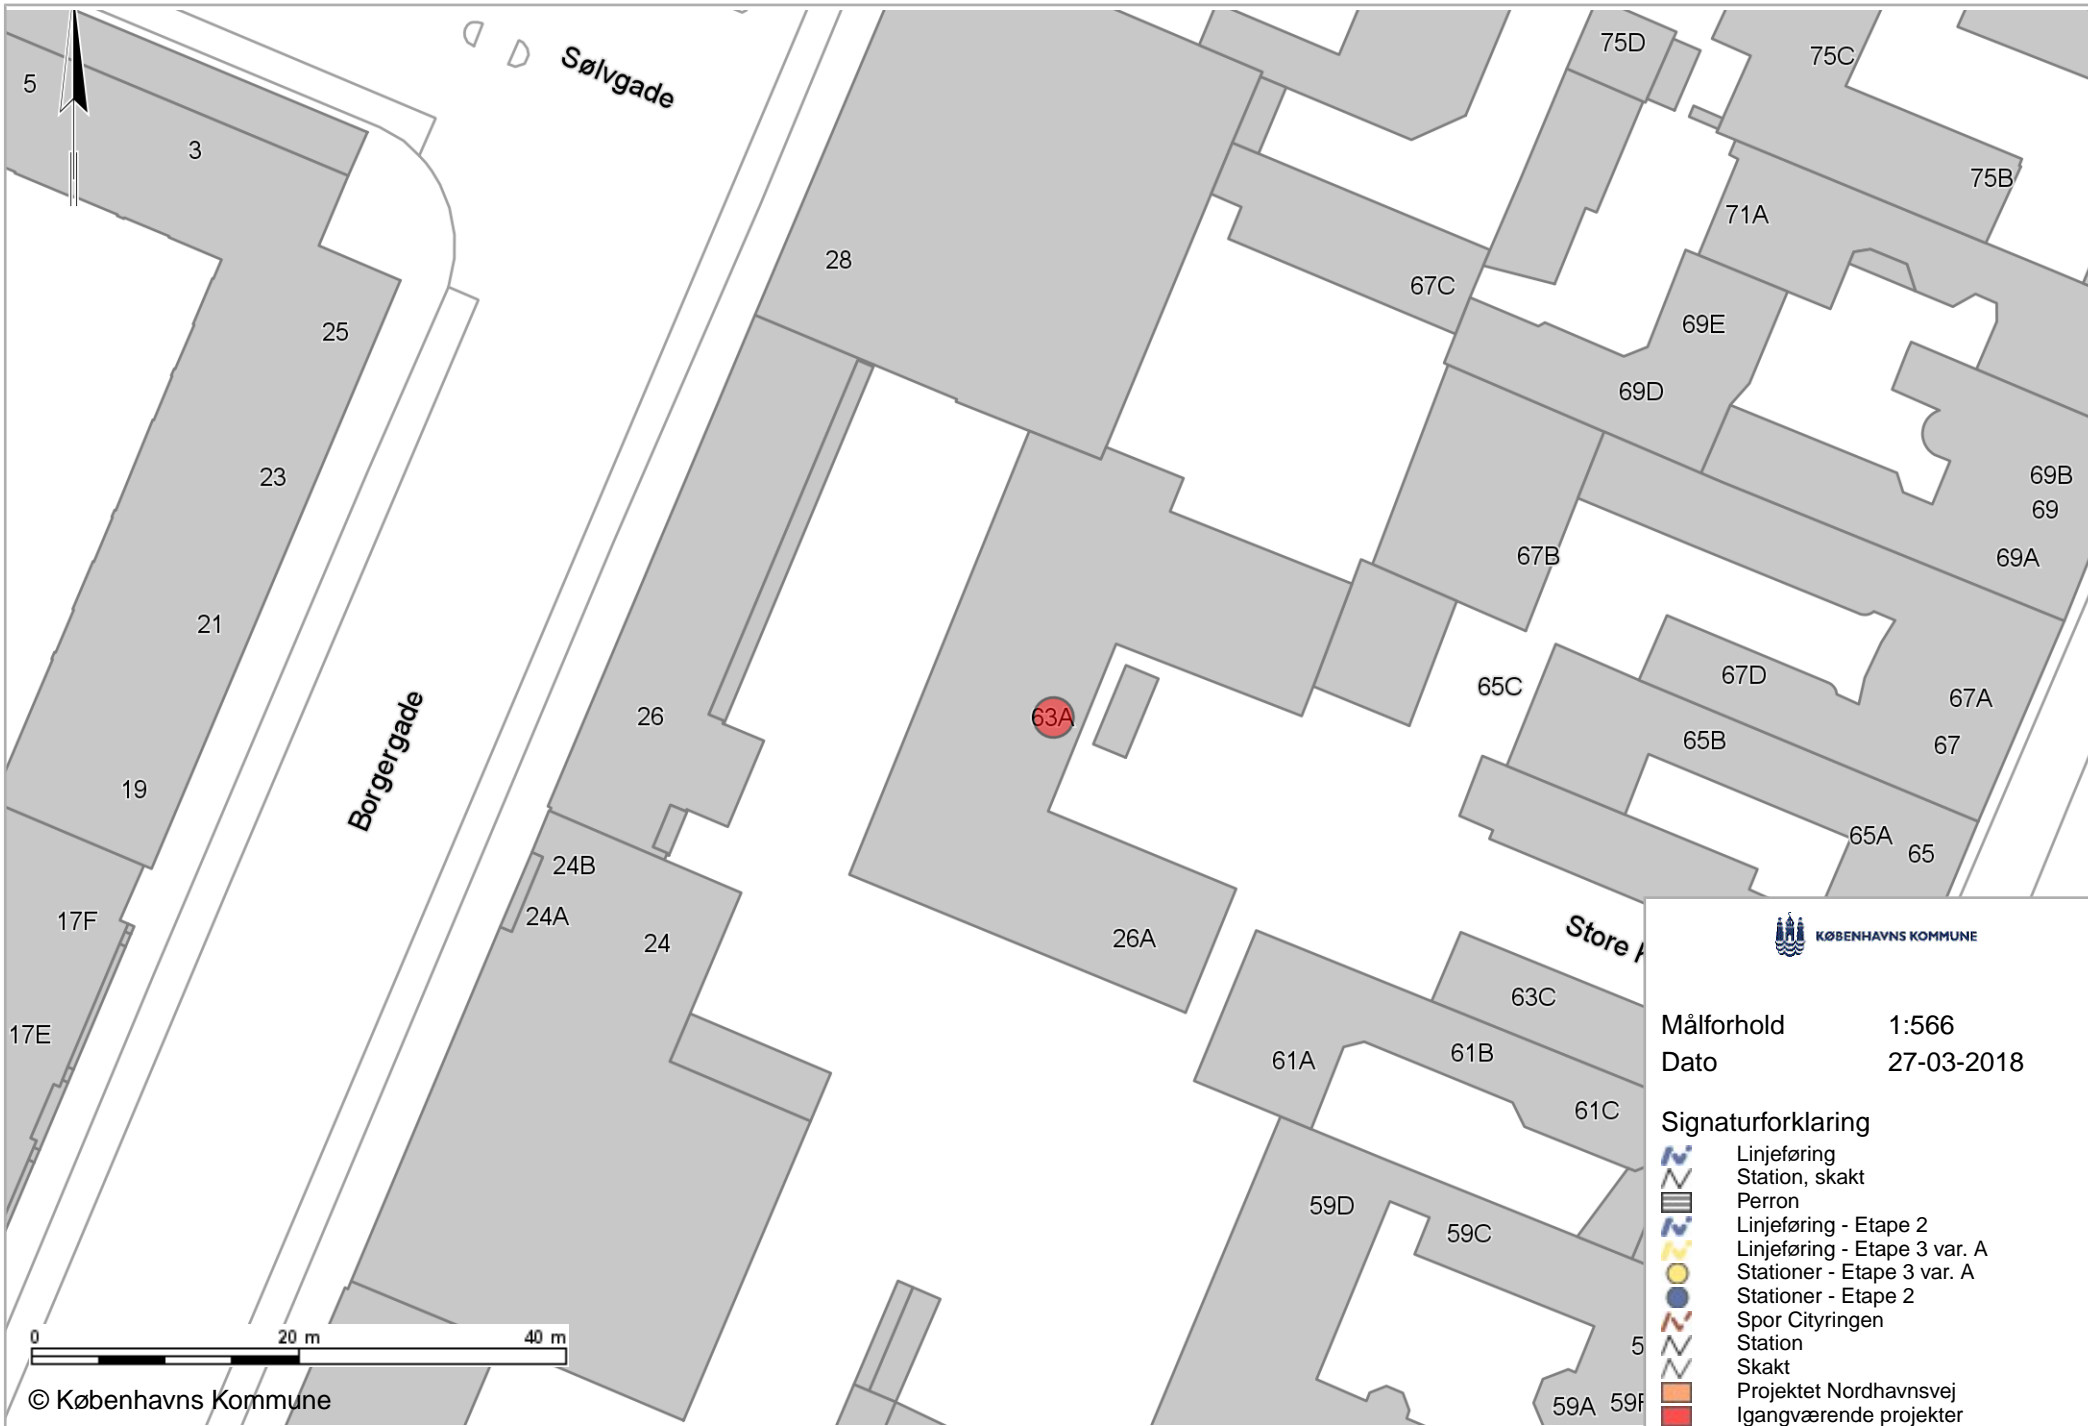 Sølvgade
75D
75C
5
3
75B
71A
28
67C
69E
25
69D
23
69B
69
67B
69A
21
65C
67D
67A
63A
26
65B
67
Borgergade
19
65A
65
24B
24A
17F
26A
24
Store
KØBENHAVNS KOMMUNE
63C
17E
Målforhold 1:566
61A
61B
Dato 27-03-2018
61C
Signaturforklaring
Linjeføring
Station, skakt
Perron
59D
59C
Linjeføring - Etape 2
Linjeføring - Etape 3 var. A
Stationer - Etape 3 var. A
Stationer - Etape 2
Spor Cityringen
0 20 m 40 m
Station
Skakt
© Københavns Kommune
59A
Projektet Nordhavnsvej
Igangværende projekter